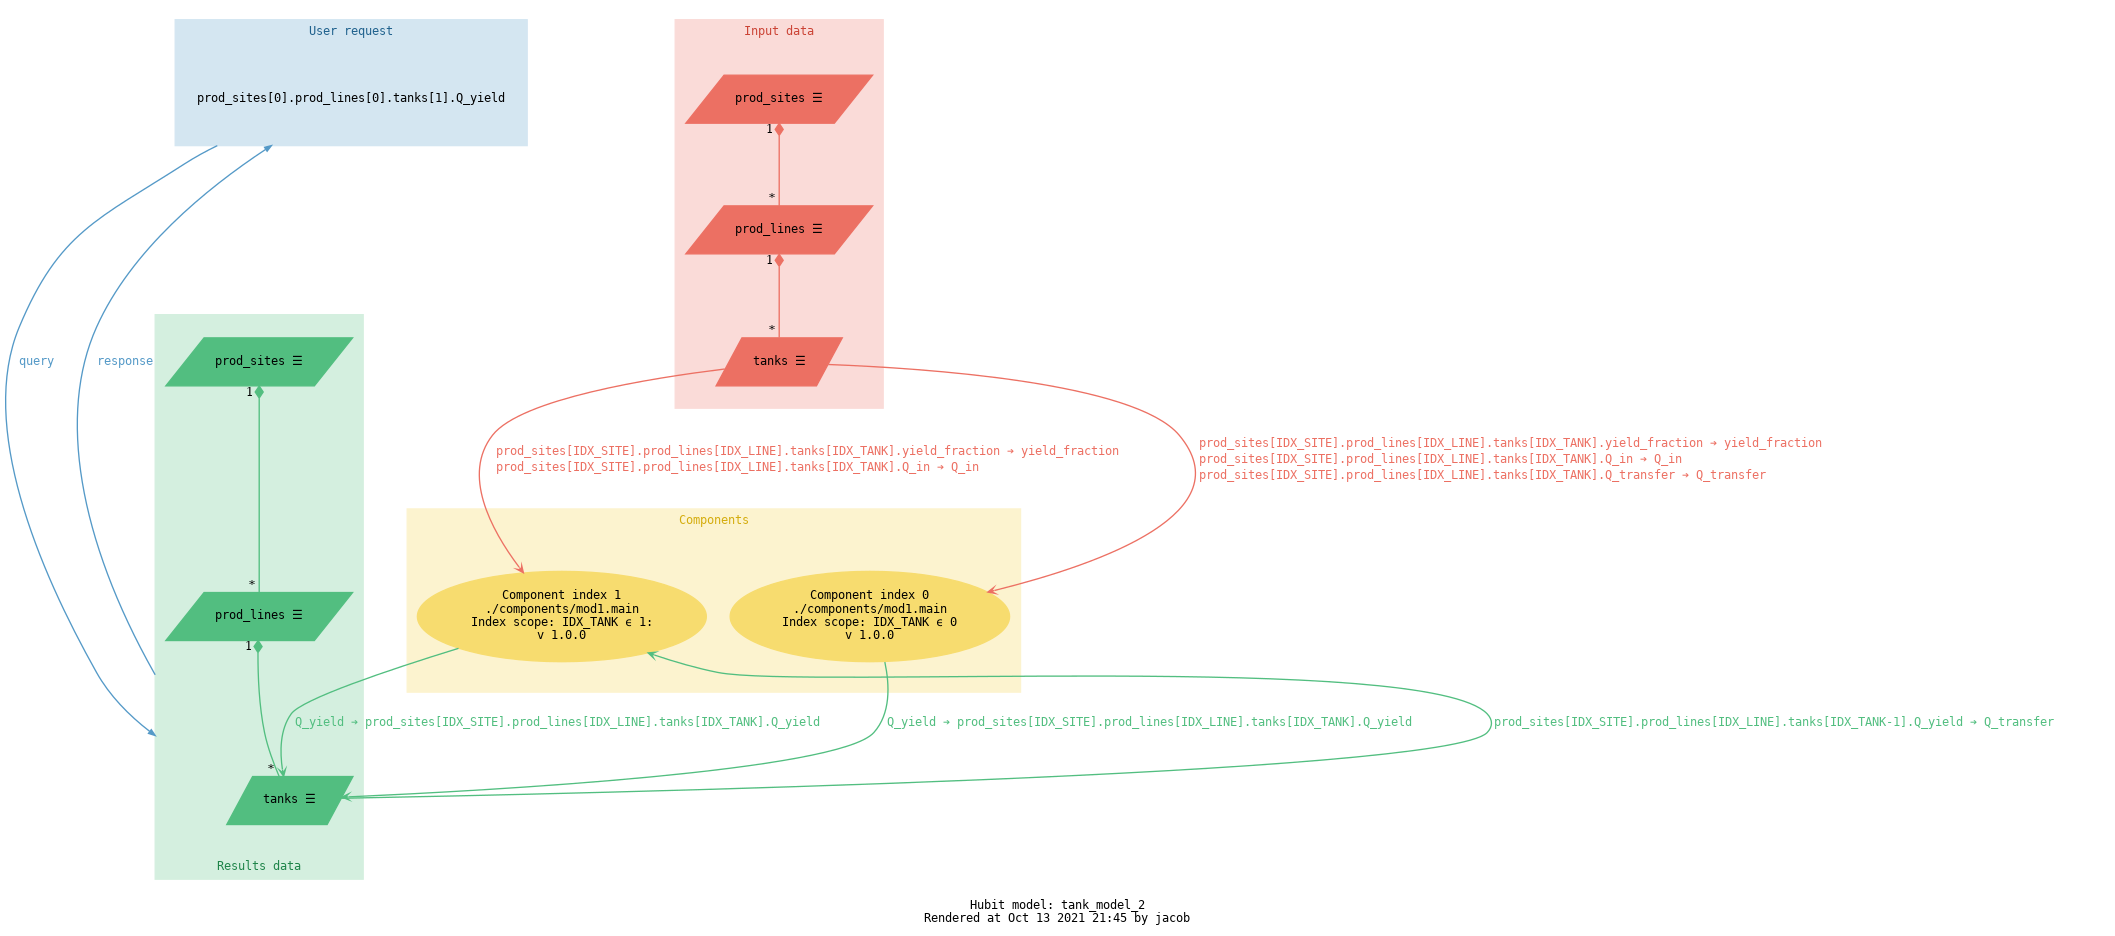 User request
prod_sites[0].prod_lines[0].tanks[1].Q_yield
Input data
prod_sites ☰
1
*
prod_lines ☰
1
*
tanks ☰
query
response
prod_sites ☰
1
*
prod_lines ☰
1
*
tanks ☰
Results data
prod_sites[IDX_SITE].prod_lines[IDX_LINE].tanks[IDX_TANK].yield_fraction ➔ yield_fraction
prod_sites[IDX_SITE].prod_lines[IDX_LINE].tanks[IDX_TANK].Q_in ➔ Q_in
prod_sites[IDX_SITE].prod_lines[IDX_LINE].tanks[IDX_TANK].yield_fraction ➔ yield_fraction
prod_sites[IDX_SITE].prod_lines[IDX_LINE].tanks[IDX_TANK].Q_in ➔ Q_in
prod_sites[IDX_SITE].prod_lines[IDX_LINE].tanks[IDX_TANK].Q_transfer ➔ Q_transfer
Components
Component index 1
./components/mod1.main
Index scope: IDX_TANK ϵ 1:
v 1.0.0
Component index 0
./components/mod1.main
Index scope: IDX_TANK ϵ 0
v 1.0.0
Q_yield ➔ prod_sites[IDX_SITE].prod_lines[IDX_LINE].tanks[IDX_TANK].Q_yield
Q_yield ➔ prod_sites[IDX_SITE].prod_lines[IDX_LINE].tanks[IDX_TANK].Q_yield
prod_sites[IDX_SITE].prod_lines[IDX_LINE].tanks[IDX_TANK-1].Q_yield ➔ Q_transfer
Hubit model: tank_model_2
Rendered at Oct 13 2021 21:45 by jacob